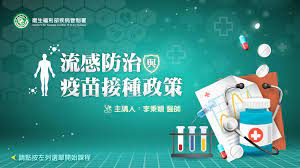 衛生福利部疾病管制署
流感防治與
疫苗接種政策
主講人：李秉穎 醫師
請點按左列選單開始課程